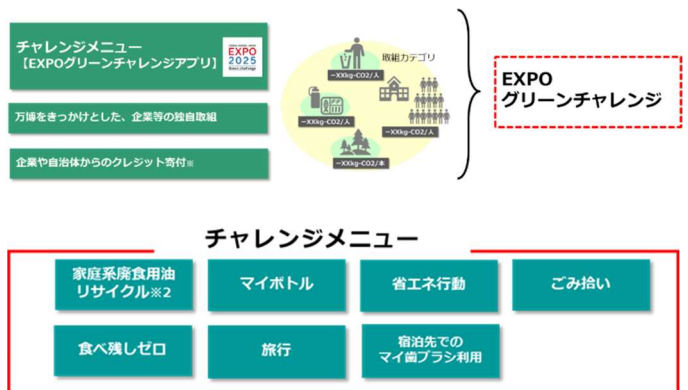 チャレンジメニュー
【EXPOグリーンチャレンジアプリ】
EXPO
2025
Green challenge
万博をきっかけとした、企業等の独自取組
企業や自治体からのクレジット寄付※
取組カテゴリ
−XXkg-CO2/人
−XXkg-CO2/人
−XXkg-CO2/人
−XXkg-CO2/本
EXPO
グリーンチャレンジ
チャレンジメニュー
家庭系廃食用油
リサイクル※2
マイボトル
省エネ行動
ごみ拾い
食べ残しゼロ
旅行
宿泊先での
マイ歯ブラシ利用